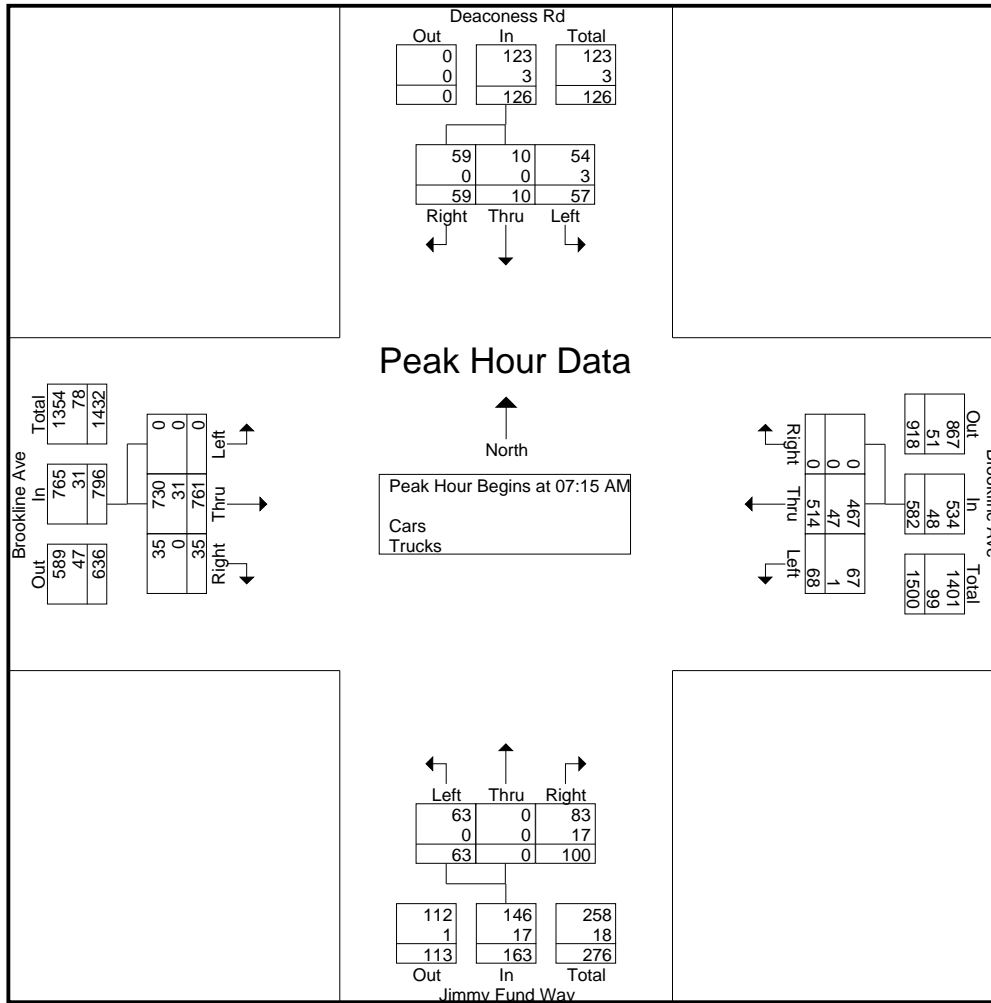 Deaconess Rd
Out In Total
0 123 123
0 3 3
0 126 126
59 10 54
0 0 3
59 10 57
Right Thru Left
Peak Hour Data
North
Peak Hour Begins at 07:15 AM
Cars
Trucks
Brookline Ave
Out In Total
589 765 1354
47 31 78
636 796 1432
Right Thru Left
35 730 0
0 31 0
35 761 0
Brookline Ave
Out In Total
867 534 1401
51 48 99
918 582 1500
Right Thru Left
0 467 67
0 47 1
0 514 68
Left Thru Right
63 0 83
0 0 17
63 0 100
112 146 258
1 17 18
113 163 276
Out In Total
Jimmy Fund Way